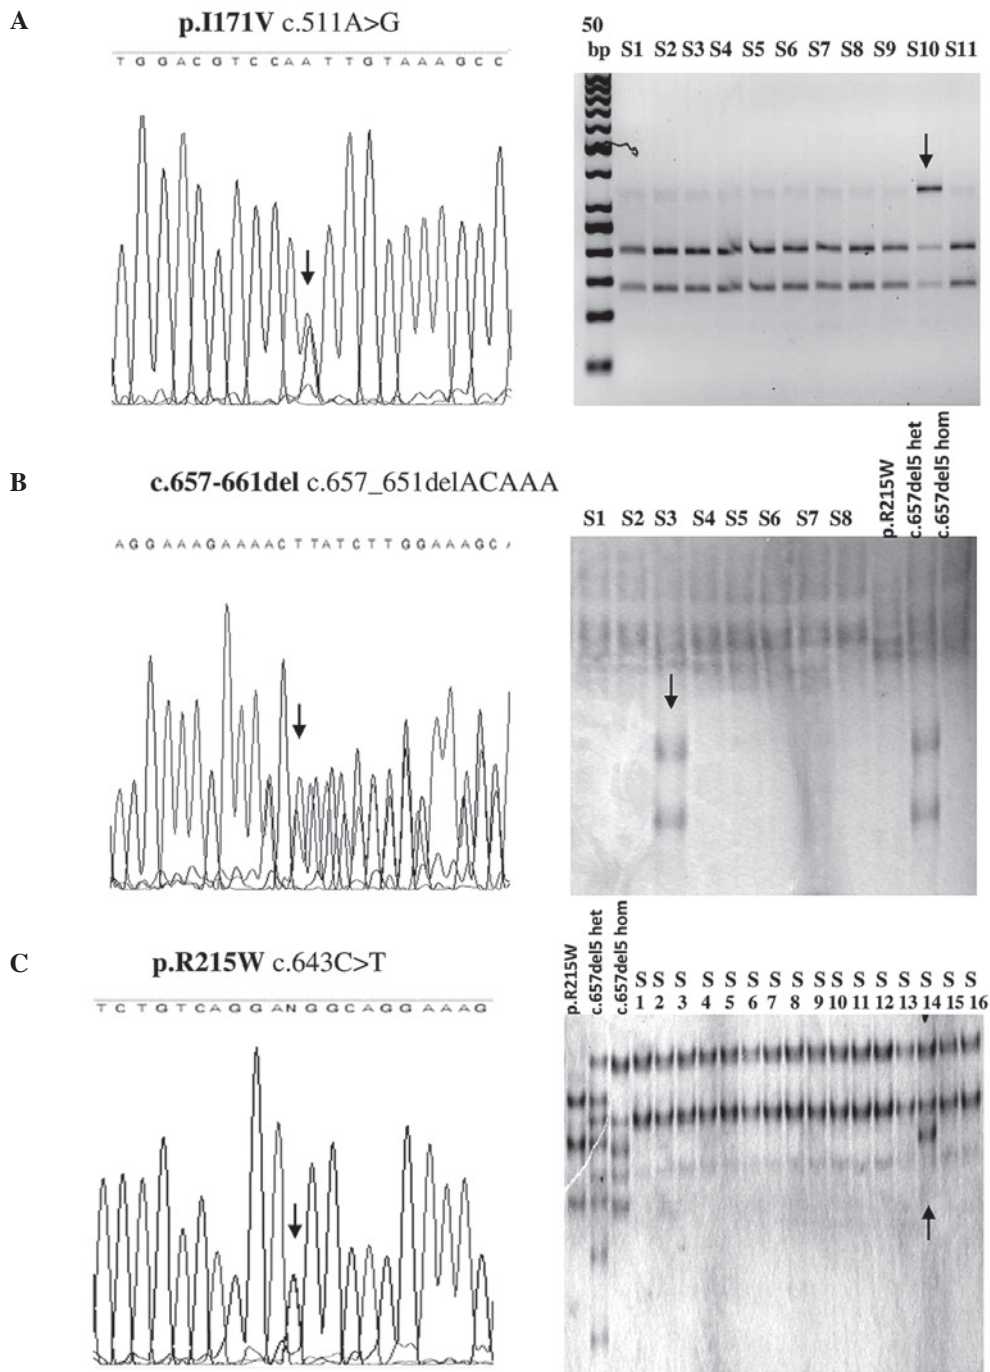 A
p.I171V c.511A>G
T G G A C G T C C A A T T G T A A A G C C
50
bp S1 S2 S3 S4 S5 S6 S7 S8 S9 S10 S11
B
c.657-661del c.657_651delACAAA
A G G A A A G A A A A C T T A T C T T G G A A A G C
S1 S2 S3 S4 S5 S6 S7 S8
p.R215W
c.657del5 het
c.657del5 hom
C
p.R215W c.643C>T
T C T G T C A G G A N G G C A G G A A A G
p.R215W
c.657del5 het
c.657del5 hom
S S S S S S S S S S S S S S S S
1 2 3 4 5 6 7 8 9 10 11 12 13 14 15 16